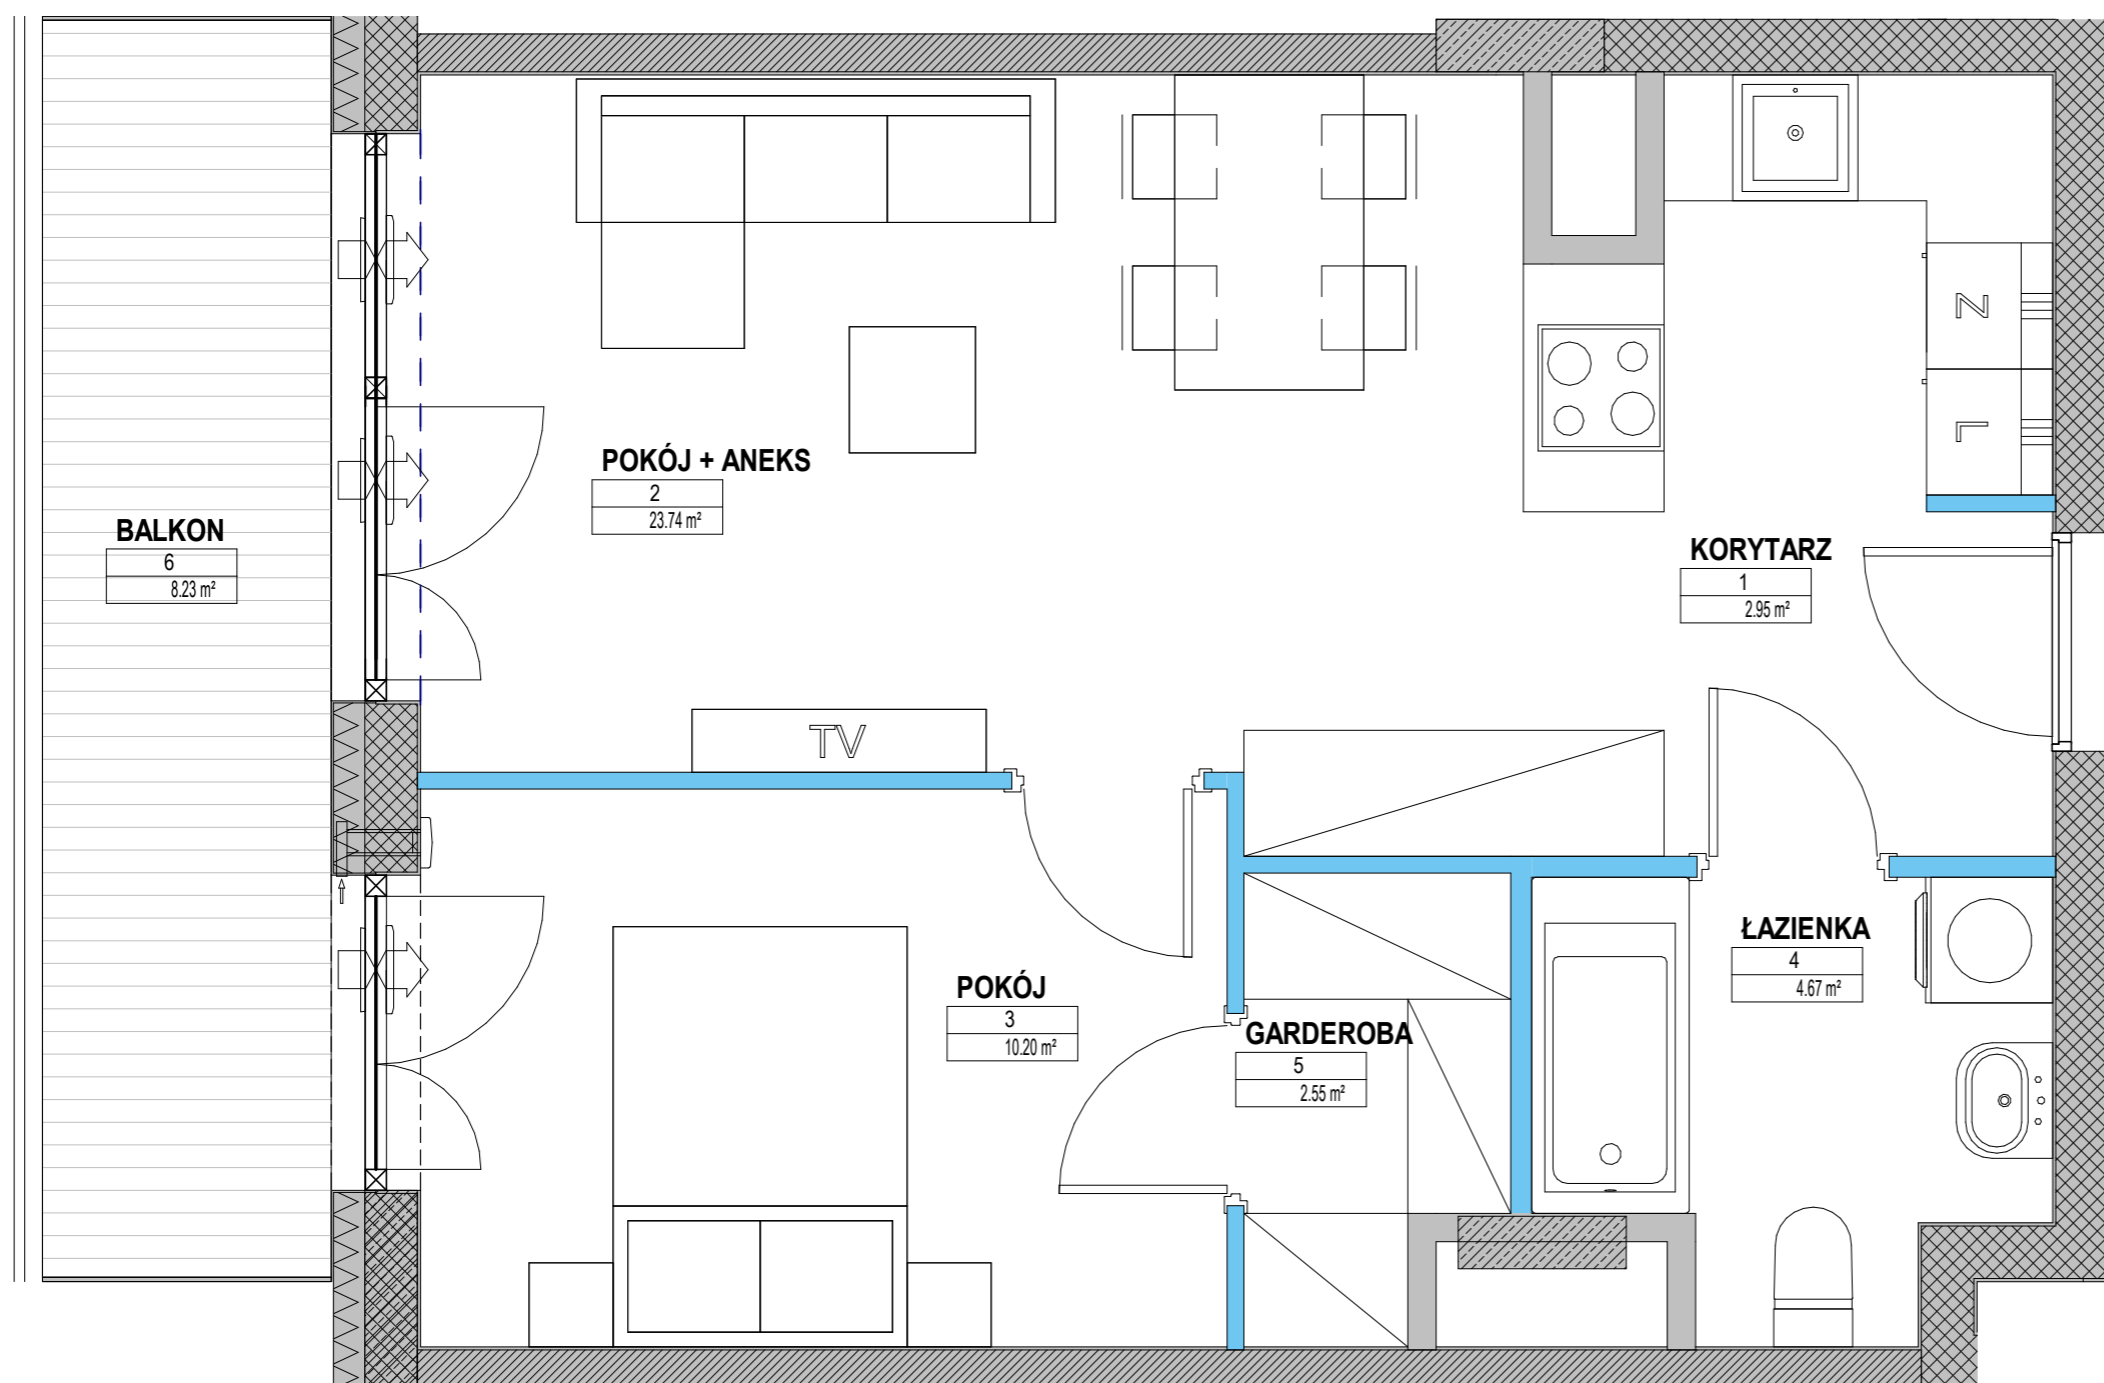 POKÓJ + ANEKS
2
23.74 m²
BALKON
6
8.23 m²
KORYTARZ
1
2.95 m²
Z
L
TV
ŁAZIENKA
4
4.67 m²
POKÓJ
3
10.20 m²
GARDEROBA
5
2.55 m²